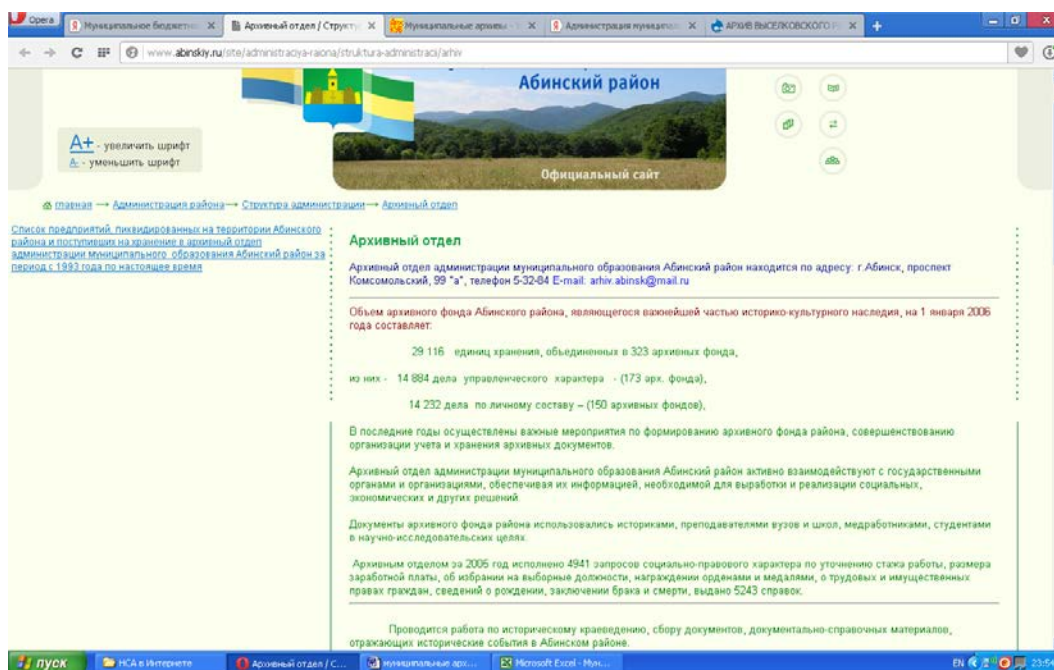 Opera
Муниципальное бюджетно
Архивный отдел / Структу
Муниципальные архивы -
Администрация муниципал
АРХИВ ВЫСЕЛКОВСКОГО Р
www.abinskiy.ru/site/administraciya-raiona/struktura-administraci/arhiv
Абинский район
A+ - увеличить шрифт
A- - уменьшить шрифт
Официальный сайт
главная → Администрация района → Структура администрации → Архивный отдел
Список предприятий, ликвидированных на территории Абинского
района и поступивших на хранение в архивный отдел
администрации муниципального образования Абинский район за
период с 1993 года по настоящее время
Архивный отдел
Архивный отдел администрации муниципального образования Абинский район находится по адресу: г.Абинск, проспект
Комсомольский, 99 "а", телефон 5-32-84 E-mail: arhiv.abinsk@mail.ru
Объем архивного фонда Абинского района, являющегося важнейшей частью историко-культурного наследия, на 1 января 2006
года составляет:
29 116 единиц хранения, объединенных в 323 архивных фонда,
из них - 14 884 дела управленческого характера - (173 арх. фонда),
14 232 дела по личному составу – (150 архивных фондов),
В последние годы осуществлены важные мероприятия по формированию архивного фонда района, совершенствованию
организации учета и хранения архивных документов.
Архивный отдел администрации муниципального образования Абинский район активно взаимодействуют с государственными
органами и организациями, обеспечивая их информацией, необходимой для выработки и реализации социальных,
экономических и других решений.
Документы архивного фонда района использовались историками, преподавателями вузов и школ, медработниками, студентами
в научно-исследовательских целях.
Архивным отделом за 2006 год исполнено 4941 запросов социально-правового характера по уточнению стажа работы, размера
заработной платы, об избрании на выборные должности, награждении орденами и медалями, о трудовых и имущественных
правах граждан, сведений о рождении, заключении брака и смерти, выдано 5243 справок.
Проводится работа по историческому краеведению, сбору документов, документально-справочных материалов,
отражающих исторические события в Абинском районе.
пуск
НСА в Интернете
Архивный отдел / С...
муниципальные арх...
Microsoft Excel - Мун...
EN